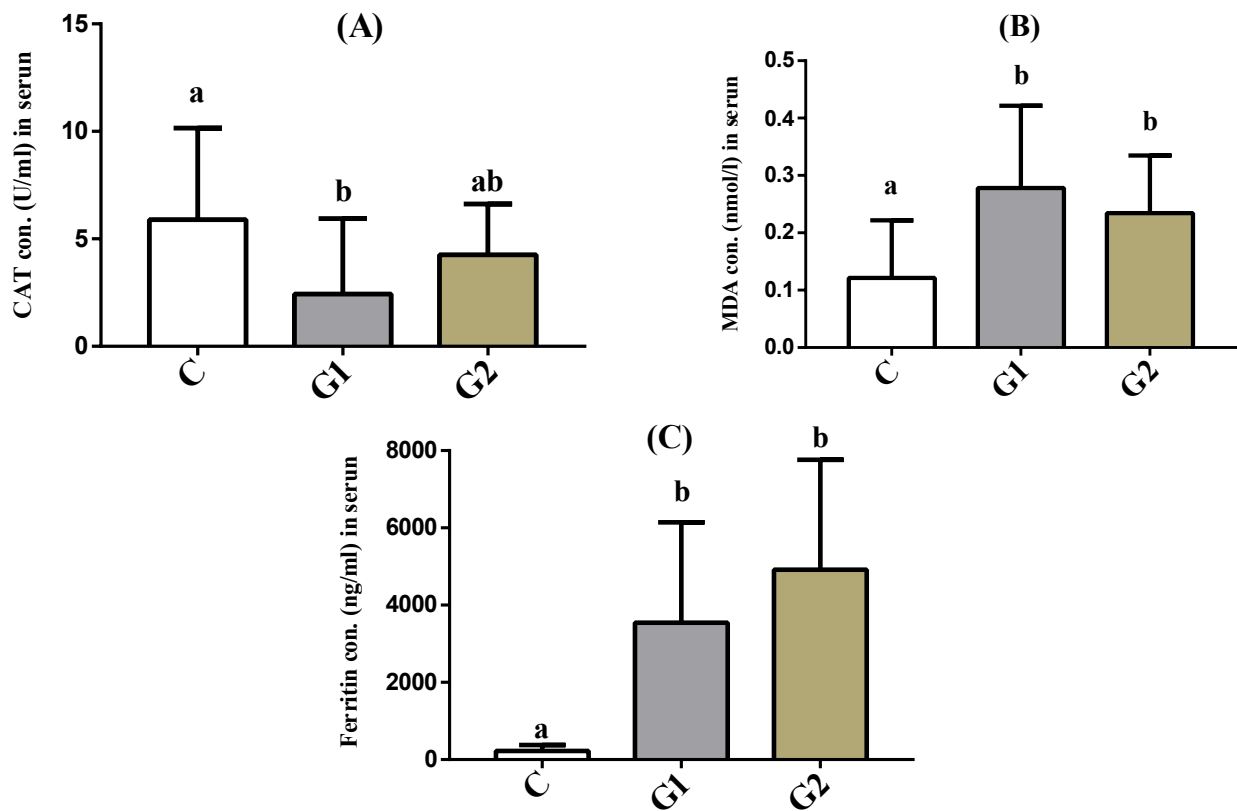 (A)
CAT con. (U/ml) in serun
15
10
5
0
a
b
ab
C
G1
G2
(B)
MDA con. (nmol/l) in serun
0.5
0.4
0.3
0.2
0.1
0.0
a
b
b
C
G1
G2
(C)
Ferritin con. (ng/ml) in serun
8000
6000
4000
2000
0
a
b
b
C
G1
G2